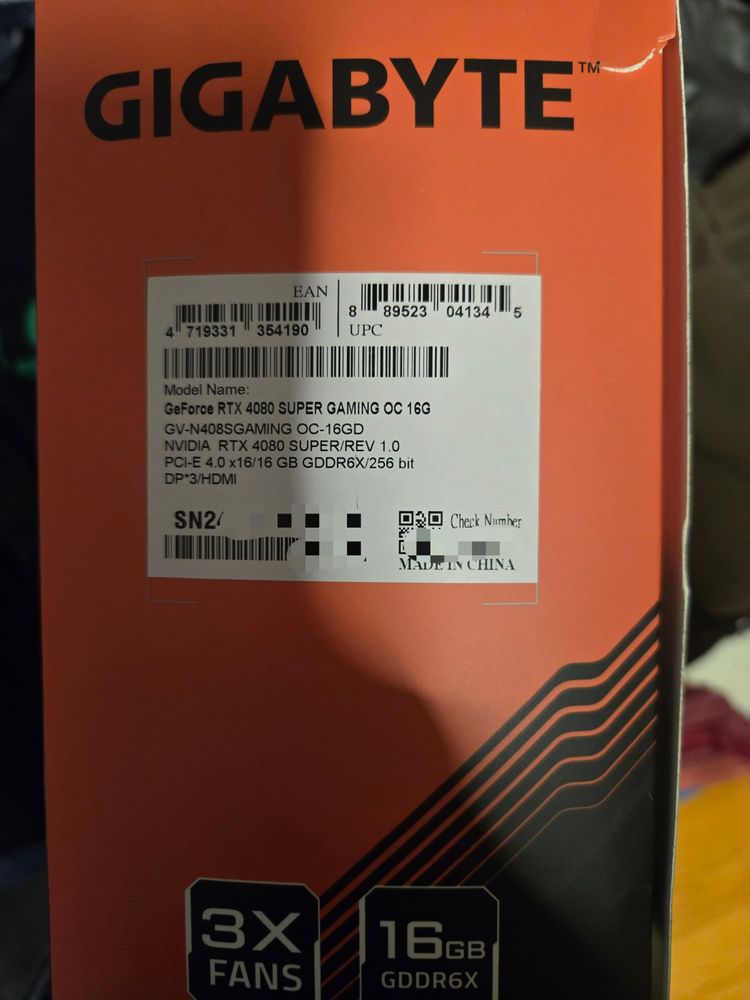 GIGABYTE™
EAN
4 719331 354190
8 89523 04134 5
UPC
Model Name:
GeForce RTX 4080 SUPER GAMING OC 16G
GV-N408SGAMING OC-16GD
NVIDIA RTX 4080 SUPER/REV 1.0
PCI-E 4.0 x16/16 GB GDDR6X/256 bit
DP*3/HDMI
Check Number
MADE IN CHINA
3X
FANS
16GB
GDDR6X